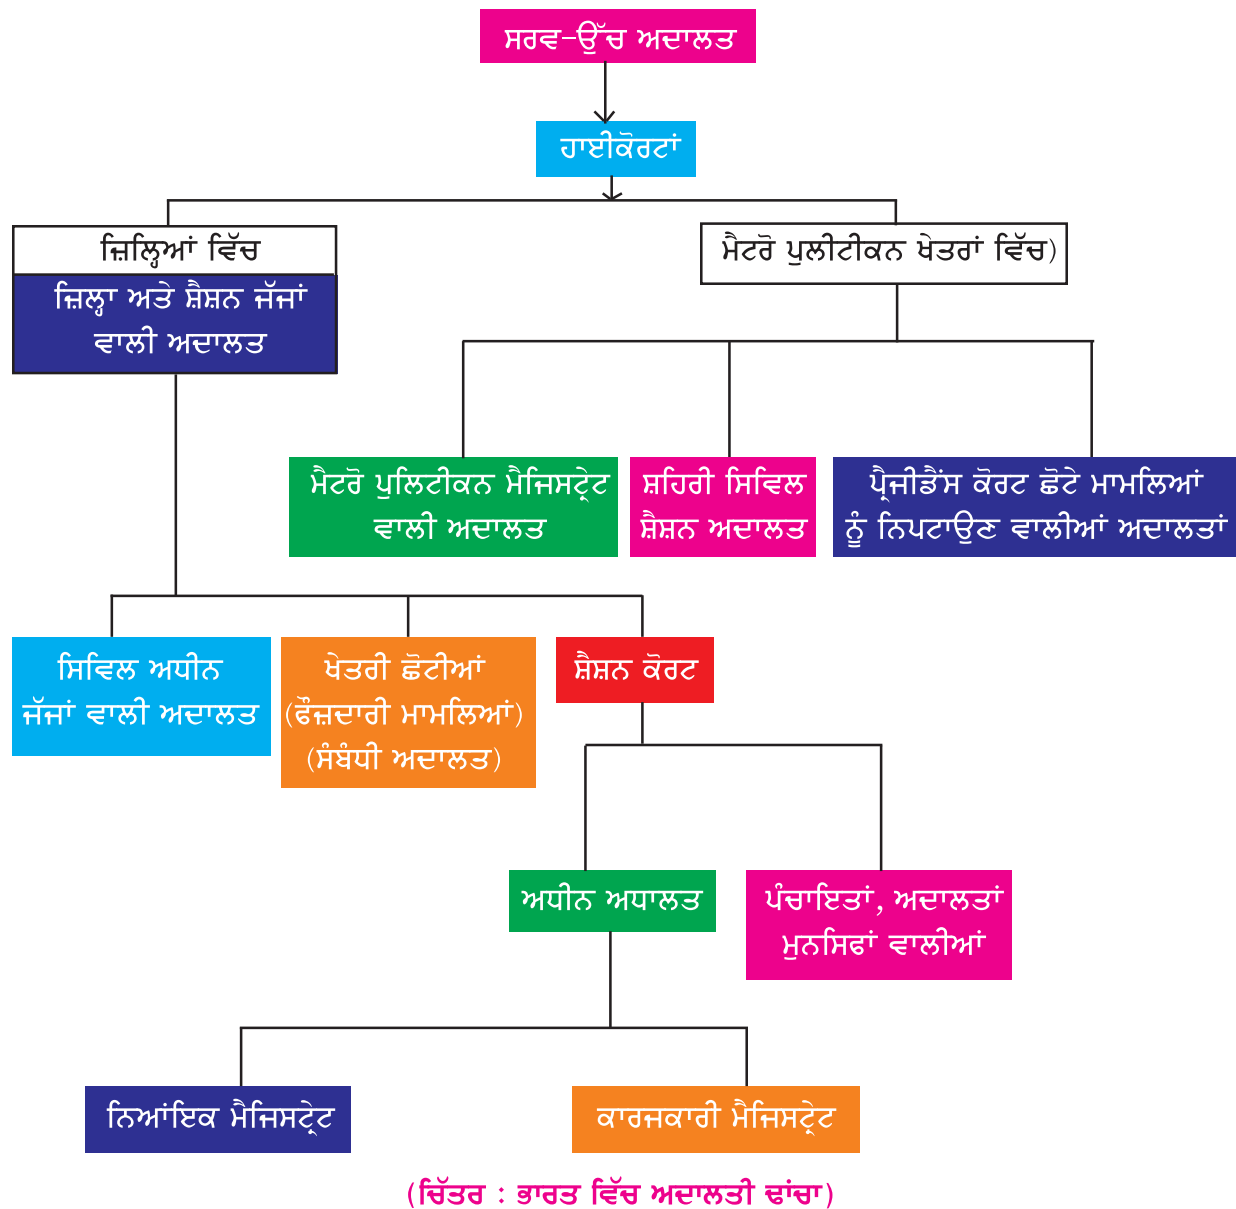 ਸਰਵ-ਉੱਚ ਅਦਾਲਤ
ਹਾਈਕੋਰਟਾਂ
ਜ਼ਿਲ੍ਹਿਆਂ ਵਿੱਚ
ਜ਼ਿਲ੍ਹਾ ਅਤੇ ਸ਼ੈਸ਼ਨ ਜੱਜਾਂ
ਵਾਲੀ ਅਦਾਲਤ
ਮੈਟਰੋ ਪੁਲੀਟੀਕਨ ਖੇਤਰਾਂ ਵਿੱਚ)
ਮੈਟਰੋ ਪੁਲਿਟੀਕਨ ਮੈਜਿਸਟ੍ਰੇਟ
ਵਾਲੀ ਅਦਾਲਤ
ਸ਼ਹਿਰੀ ਸਿਵਿਲ
ਸ਼ੈਸ਼ਨ ਅਦਾਲਤ
ਪ੍ਰੈਜੀਡੈਂਸ ਕੋਰਟ ਛੋਟੇ ਮਾਮਲਿਆਂ
ਨੂੰ ਨਿਪਟਾਉਣ ਵਾਲੀਆਂ ਅਦਾਲਤਾਂ
ਸਿਵਿਲ ਅਧੀਨ
ਜੱਜਾਂ ਵਾਲੀ ਅਦਾਲਤ
ਖੇਤਰੀ ਛੋਟੀਆਂ
(ਫੌਜ਼ਦਾਰੀ ਮਾਮਲਿਆਂ)
(ਸੰਬੰਧੀ ਅਦਾਲਤ)
ਸ਼ੈਸ਼ਨ ਕੋਰਟ
ਅਧੀਨ ਅਧਾਲਤ
ਪੰਚਾਇਤਾਂ, ਅਦਾਲਤਾਂ
ਮੁਨਸਿਫਾਂ ਵਾਲੀਆਂ
ਨਿਆਂਇਕ ਮੈਜਿਸਟ੍ਰੇਟ
ਕਾਰਜਕਾਰੀ ਮੈਜਿਸਟ੍ਰੇਟ
(ਚਿੱਤਰ : ਭਾਰਤ ਵਿੱਚ ਅਦਾਲਤੀ ਢਾਂਚਾ)